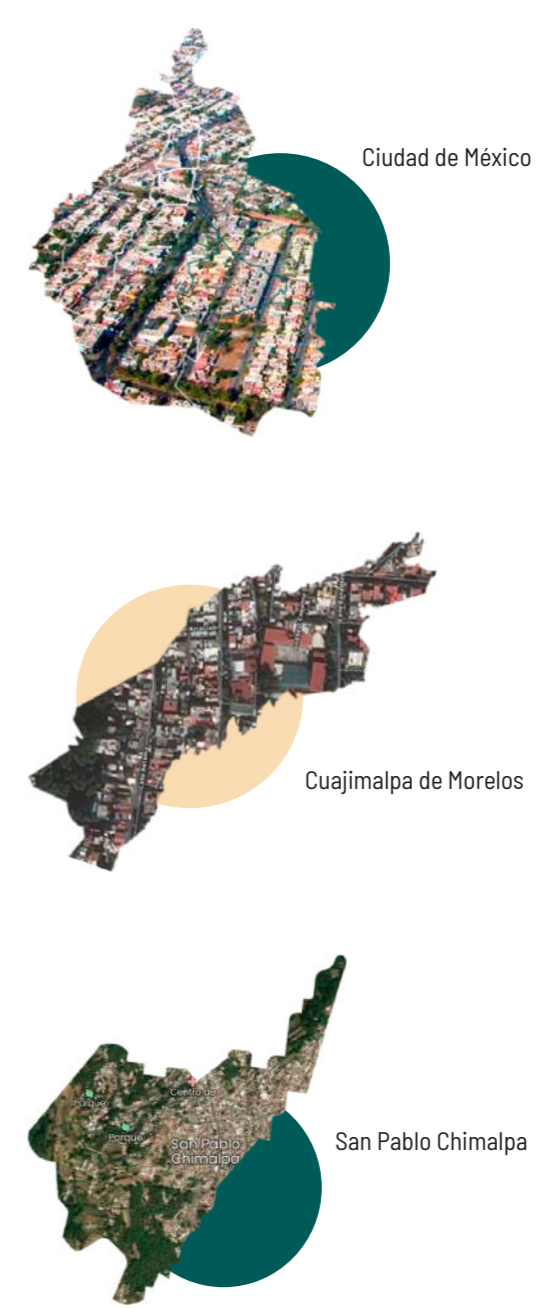 Ciudad de México
Cuajimalpa de Morelos
Centro de
Parque
Parque
San Pablo
Chimalpa
San Pablo Chimalpa